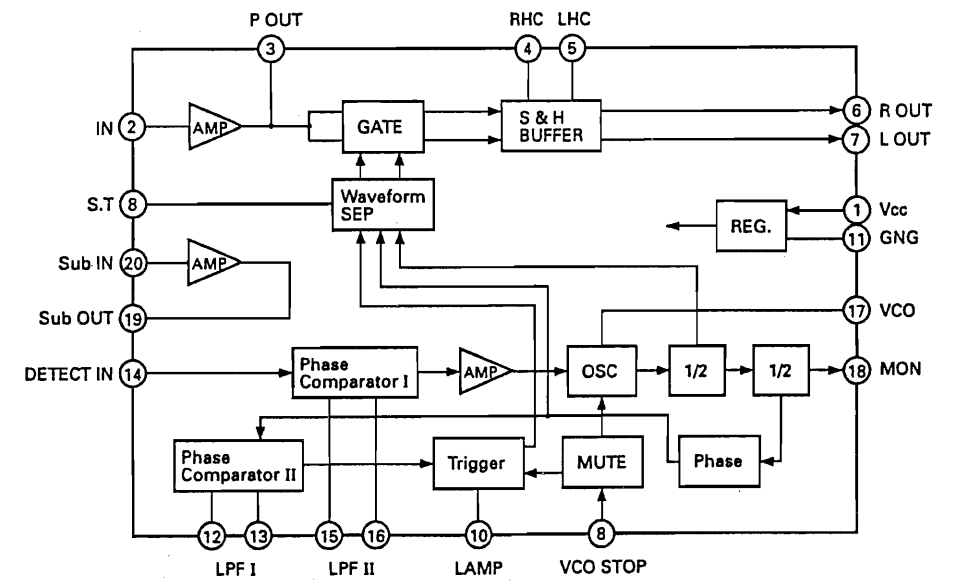 P OUT
RHC
LHC
3
4
5
IN
2
AMP
GATE
S & H
BUFFER
6
R OUT
7
L OUT
S.T
8
Waveform
SEP
1
Vcc
REG.
11
GNG
Sub IN
20
AMP
Sub OUT
19
17
VCO
DETECT IN
14
Phase
Comparator I
AMP
OSC
1/2
1/2
18
MON
Phase
Comparator II
Trigger
MUTE
Phase
12
13
15
16
10
8
LPF I
LPF II
LAMP
VCO STOP